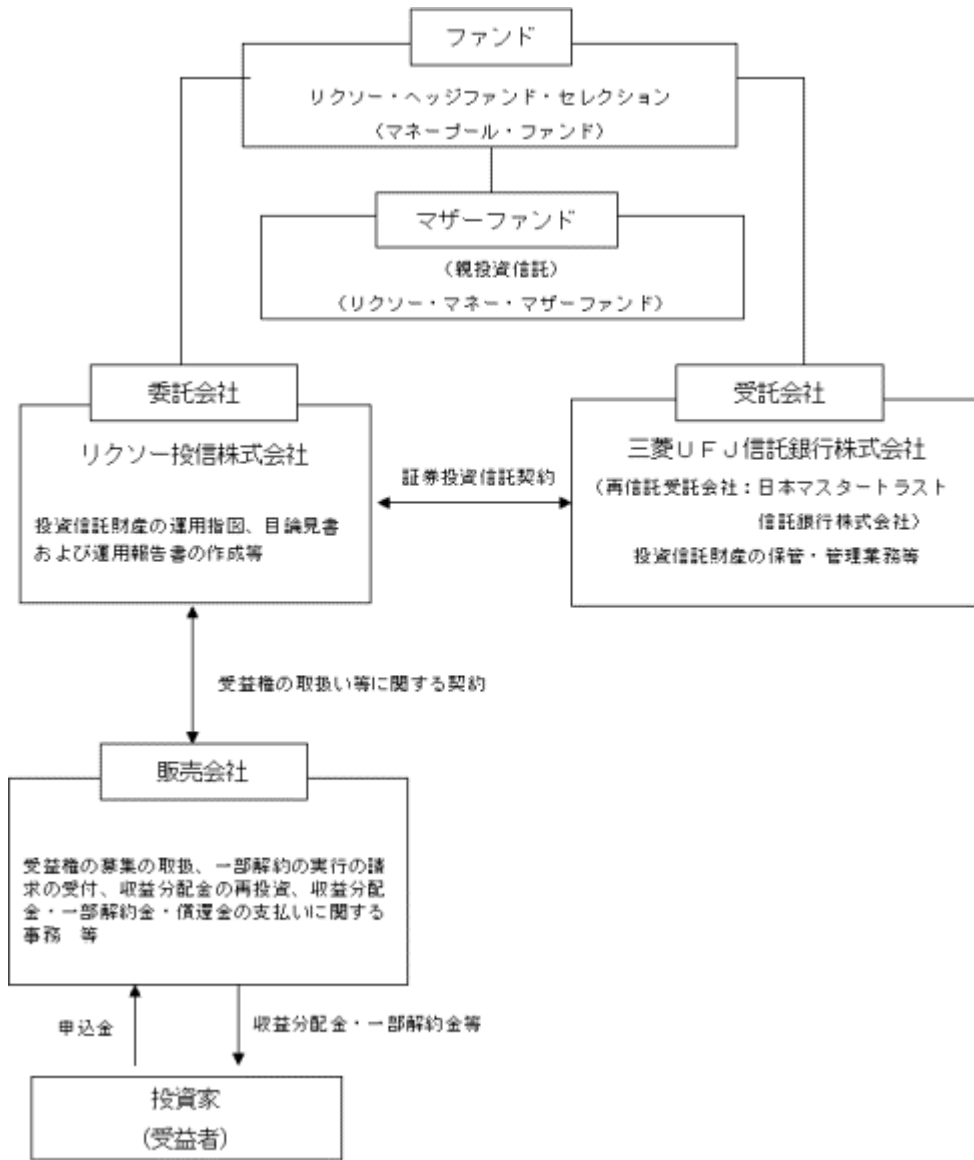 ファンド
リクソー・ヘッジファンド・セレクション
（マネープール・ファンド）
マザーファンド
（親投資信託）
（リクソー・マネー・マザーファンド）
委託会社
リクソー投信株式会社
投資信託財産の運用指図、目論見書
および運用報告書の作成等
証券投資信託契約
受託会社
三菱ＵＦＪ信託銀行株式会社
（再信託受託会社：日本マスタートラスト
信託銀行株式会社）
投資信託財産の保管・管理業務等
受益権の取扱い等に関する契約
販売会社
受益権の募集の取扱、一部解約の実行の請
求の受付、収益分配金の再投資、収益分配
金・一部解約金・償還金の支払いに関する
事務　等
申込金
収益分配金・一部解約金等
投資家
（受益者）